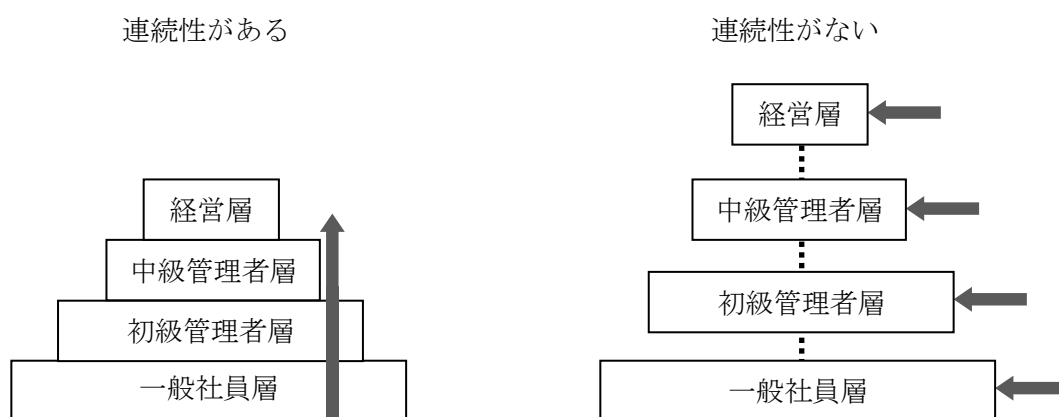 連続性がある
経営層
中級管理者層
初級管理者層
一般社員層
連続性がない
経営層
中級管理者層
初級管理者層
一般社員層